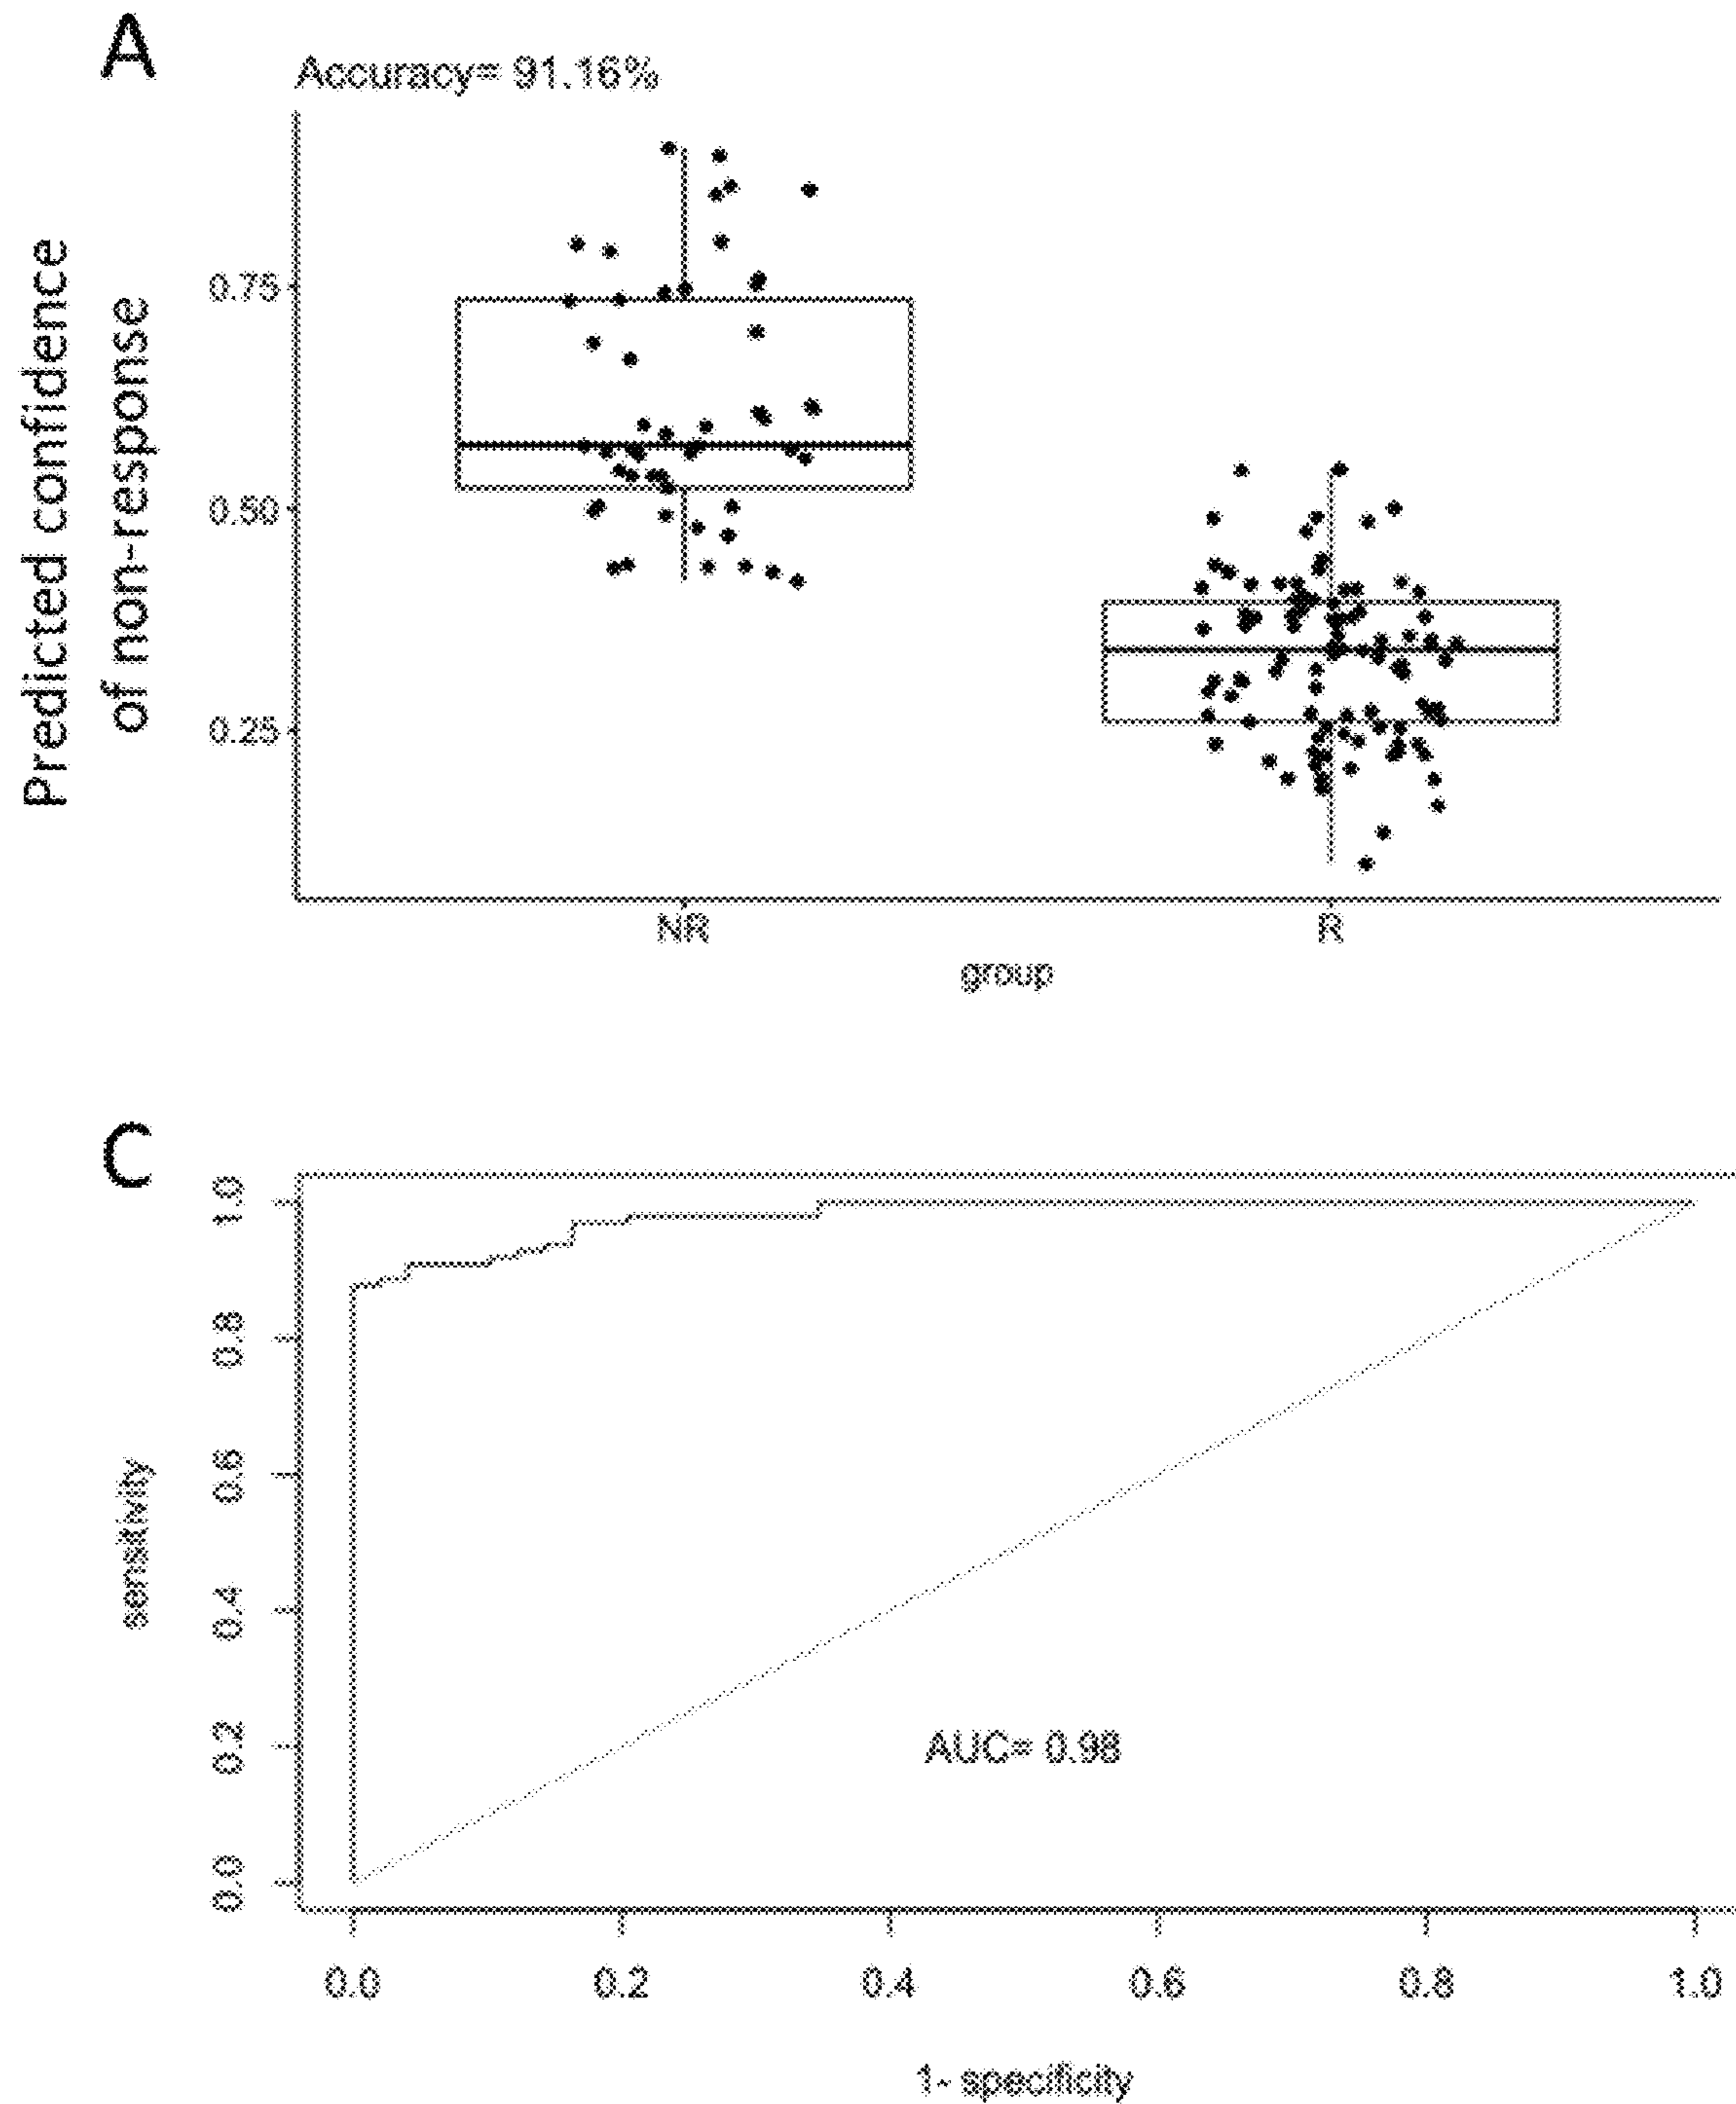 A
Accuracy= 91.16%
Predicted confidence
of non-response
0.75
0.50
0.25
NR
R
group
C
1.0
0.8
0.6
0.4
0.2
0.0
sensitivity
AUC= 0.98
0.0
0.2
0.4
0.6
0.8
1.0
1- specificity